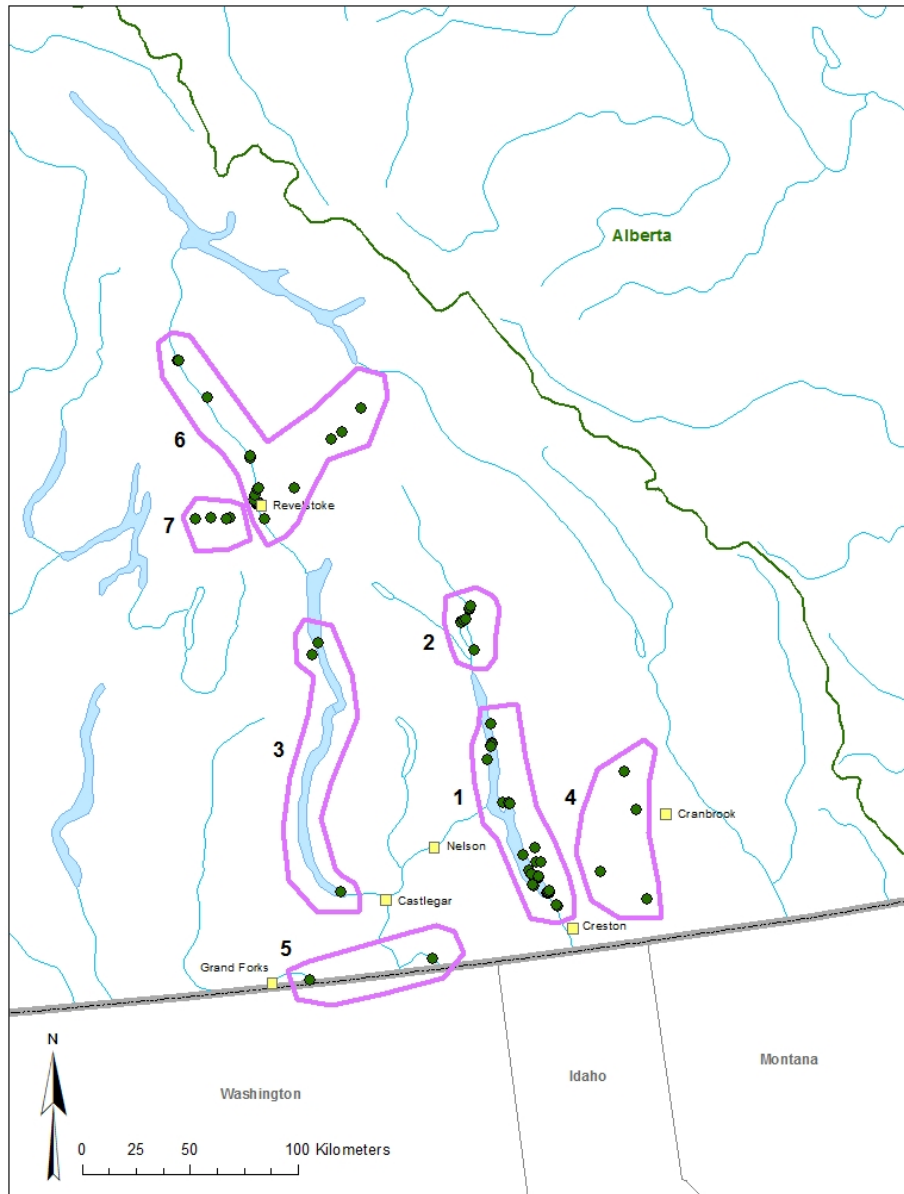 Alberta
6
Revelstoke
7
2
3
1
4
Cranbrook
Nelson
Castlegar
Creston
5
Grand Forks
N
Montana
Idaho
Washington
0 25 50 100 Kilometers